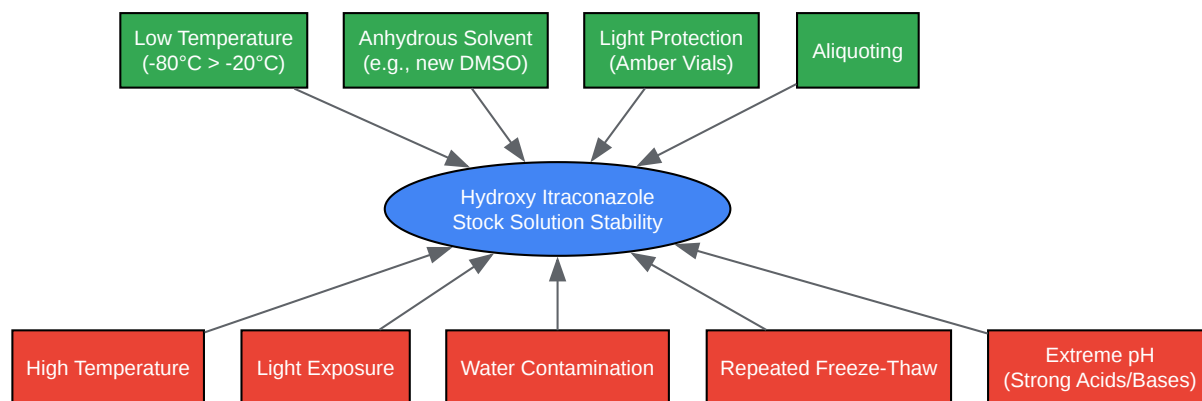 Low Temperature
(-80°C > -20°C)
Anhydrous Solvent
(e.g., new DMSO)
Light Protection
(Amber Vials)
Aliquoting
Hydroxy Itraconazole
Stock Solution Stability
High Temperature
Light Exposure
Water Contamination
Repeated Freeze-Thaw
Extreme pH
(Strong Acids/Bases)